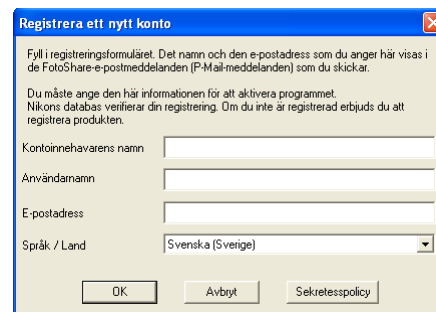 Registrera ett nytt konto
Fyll i registreringsformuläret. Det namn och den e-postadress som du anger här visas i
de FotoShare-e-postmeddelanden (P-Mail-meddelanden) som du skickar.
Du måste ange den här informationen för att aktivera programmet.
Nikons databas verifierar din registrering. Om du inte är registrerad erbjuds du att
registrera produkten.
Kontoinnehavarens namn
Användarnamn
E-postadress
Språk / Land
Svenska (Sverige)
OK
Avbryt
Sekretesspolicy